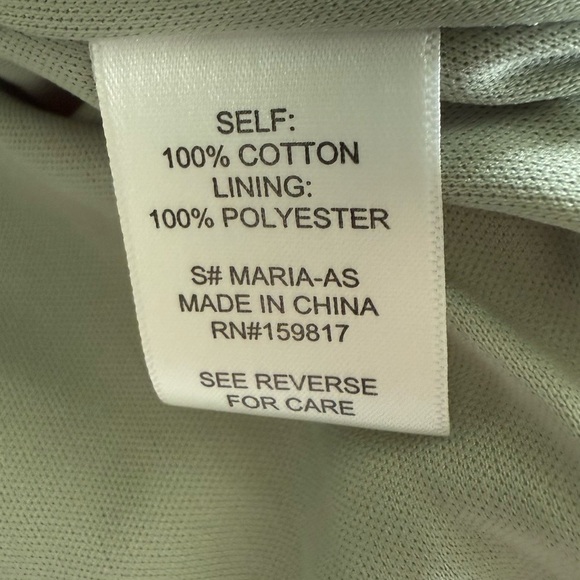 SELF:
100% COTTON
LINING:
100% POLYESTER
S# MARIA-AS
MADE IN CHINA
RN#159817
SEE REVERSE
FOR CARE